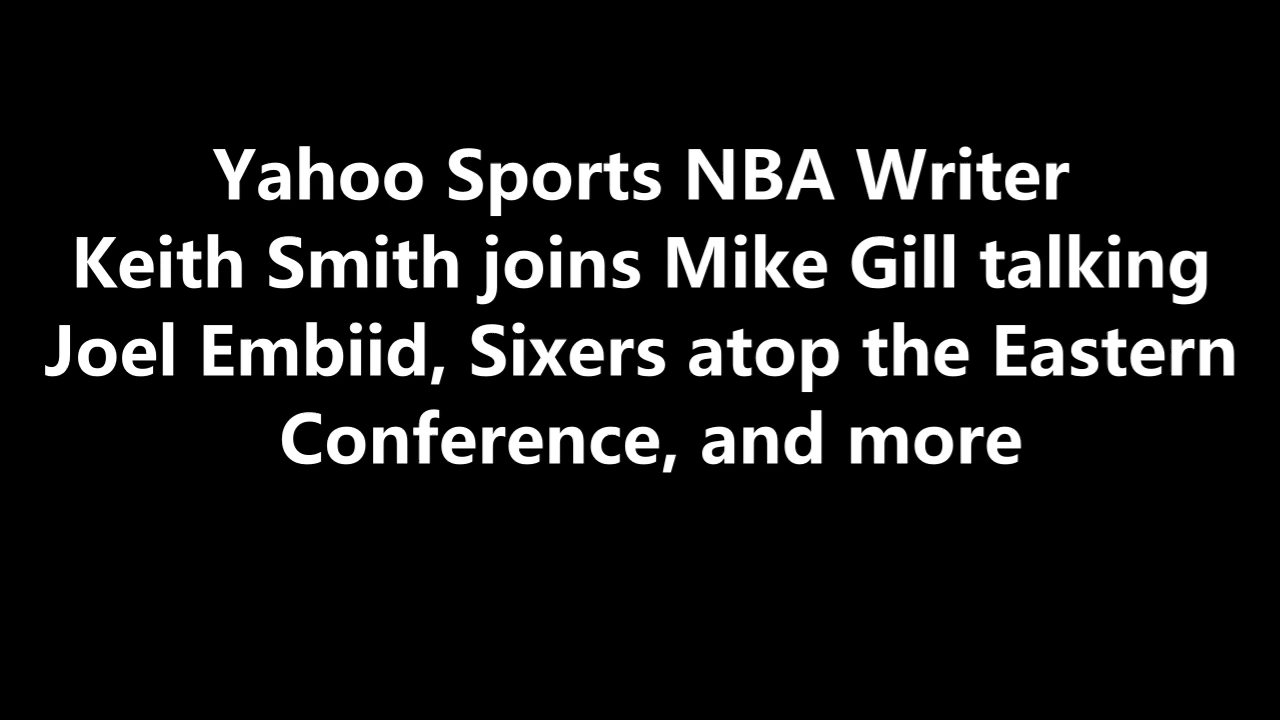 Yahoo Sports NBA Writer
Keith Smith joins Mike Gill talking
Joel Embiid, Sixers atop the Eastern
Conference, and more